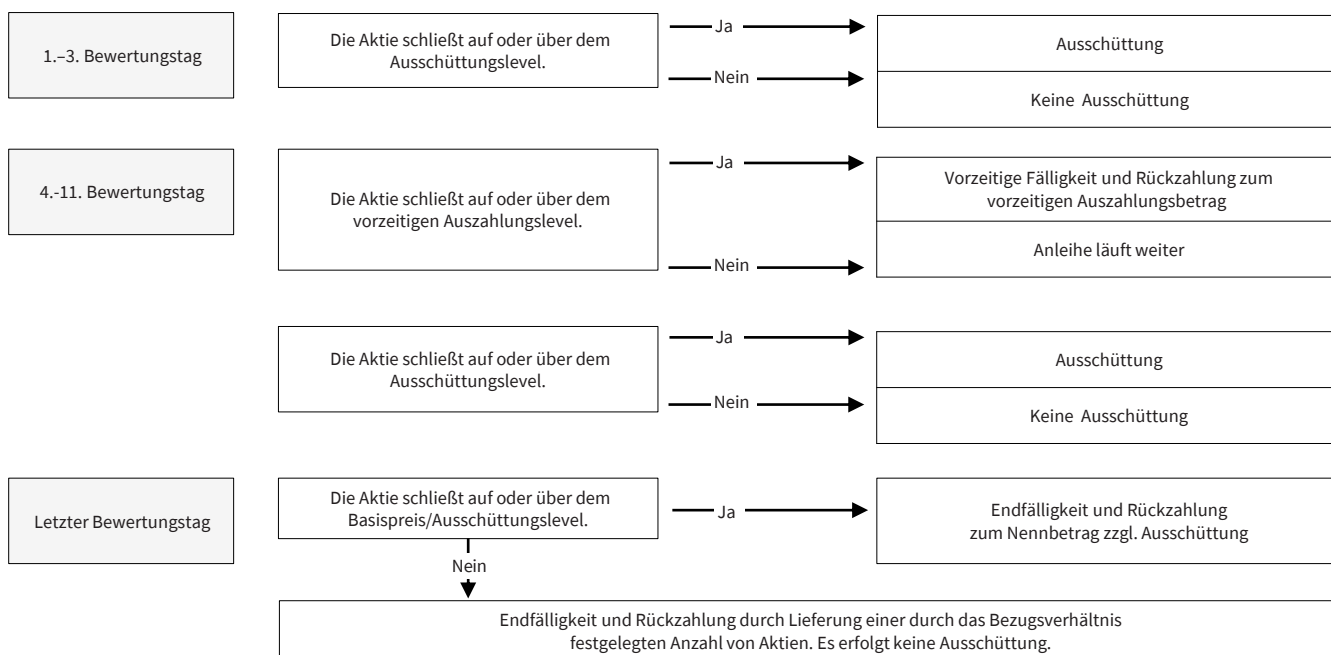 1.–3. Bewertungstag
Die Aktie schließt auf oder über dem
Ausschüttungslevel.
Ja
Ausschüttung
Nein
Keine Ausschüttung
4.-11. Bewertungstag
Die Aktie schließt auf oder über dem
vorzeitigen Auszahlungslevel.
Ja
Vorzeitige Fälligkeit und Rückzahlung zum
vorzeitigen Auszahlungsbetrag
Nein
Anleihe läuft weiter
Die Aktie schließt auf oder über dem
Ausschüttungslevel.
Ja
Ausschüttung
Nein
Keine Ausschüttung
Letzter Bewertungstag
Die Aktie schließt auf oder über dem
Basispreis/Ausschüttungslevel.
Ja
Endfälligkeit und Rückzahlung
zum Nennbetrag zzgl. Ausschüttung
Nein
Endfälligkeit und Rückzahlung durch Lieferung einer durch das Bezugsverhältnis
festgelegten Anzahl von Aktien. Es erfolgt keine Ausschüttung.